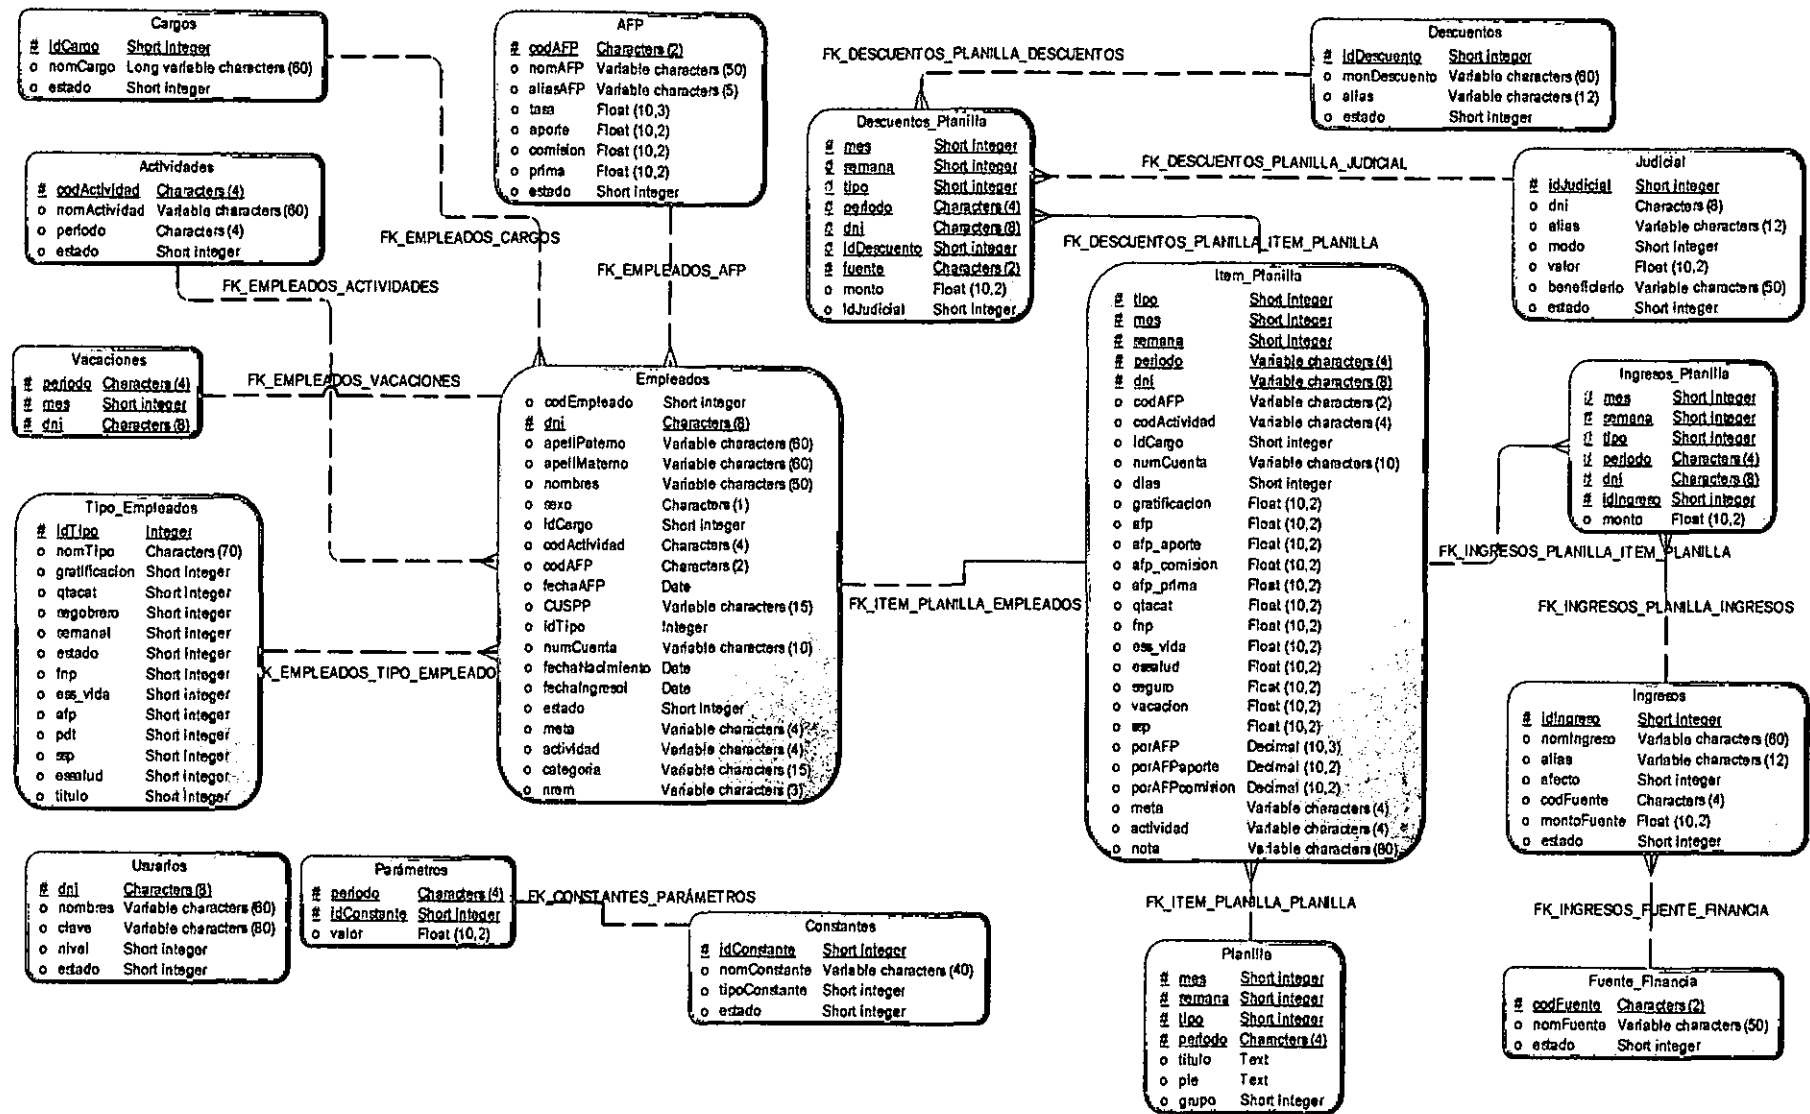 Cargos
# idCargo Short Integer
o nomCargo Long variable characters (60)
o estado Short Integer
AFP
# codAFP Characters (2)
o nomAFP Variable characters (50)
o aliasAFP Variable characters (5)
o tasa Float (10,3)
o aporte Float (10,2)
o comision Float (10,2)
o prima Float (10,2)
o estado Short Integer
FK_DESCUENTOS_PLANILLA_DESCUENTOS
Descuentos
# idDescuento Short integer
o monDescuento Variable characters (60)
o alias Variable characters (12)
o estado Short Integer
Descuentos_Planilla
# mes Short Integer
# semana Short Integer
# tipo Short Integer
# periodo Characters (4)
# dni Characters (8)
# idDescuento Short integer
# fuente Characters (2)
o monto Float (10,2)
o idJudicial Short Integer
FK_DESCUENTOS_PLANILLA_JUDICIAL
Judicial
# idJudicial Short Integer
o dni Characters (8)
o alias Variable characters (12)
o modo Short Integer
o valor Float (10,2)
o beneficiario Variable characters (50)
o estado Short Integer
Actividades
# codActividad Characters (4)
o nomActividad Variable characters (60)
o periodo Characters (4)
o estado Short Integer
FK_EMPLEADOS_CARGOS
FK_EMPLEADOS_AFP
FK_DESCUENTOS_PLANILLA_ITEM_PLANILLA
FK_EMPLEADOS_ACTIVIDADES
Vacaciones
# periodo Characters (4)
# mes Short integer
# dni Characters (8)
FK_EMPLEADOS_VACACIONES
Empleados
o codEmpleado Short Integer
# dni Characters (8)
o apellPaterno Variable characters (60)
o apellMaterno Variable characters (60)
o nombres Variable characters (50)
o sexo Characters (1)
o idCargo Short Integer
o codActividad Characters (4)
o codAFP Characters (2)
o fechaAFP Date
o CUSPP Variable characters (15)
o idTipo Integer
o numCuenta Variable characters (10)
o fechaNacimiento Date
o fechaIngresol Date
o estado Short Integer
o meta Variable characters (4)
o actividad Variable characters (4)
o categoria Variable characters (15)
o nrem Variable characters (3)
Item_Planilla
# tipo Short Integer
# mes Short Integer
# semana Short Integer
# periodo Variable characters (4)
# dni Variable characters (8)
o codAFP Variable characters (2)
o codActividad Variable characters (4)
o idCargo Short Integer
o numCuenta Variable characters (10)
o dias Short Integer
o gratificacion Float (10,2)
o afp Float (10,2)
o afp_aporte Float (10,2)
o afp_comision Float (10,2)
o afp_prima Float (10,2)
o qtacat Float (10,2)
o fnp Float (10,2)
o ess_vida Float (10,2)
o essalud Float (10,2)
o seguro Float (10,2)
o vacacion Float (10,2)
o ssp Float (10,2)
o porAFP Decimal (10,3)
o porAFPaporte Decimal (10,2)
o porAFPcomision Decimal (10,2)
o meta Variable characters (4)
o actividad Variable characters (4)
o nota Variable characters (80)
Ingresos_Planilla
# mes Short Integer
# semana Short Integer
# tipo Short Integer
# periodo Characters (4)
# dni Characters (8)
# idIngreso Short Integer
o monto Float (10,2)
FK_INGRESOS_PLANILLA_ITEM_PLANILLA
FK_INGRESOS_PLANILLA_INGRESOS
Tipo_Empleados
# idTipo Integer
o nomTipo Characters (70)
o gratificacion Short Integer
o qtacat Short Integer
o segobrero Short Integer
o semanal Short Integer
o estado Short Integer
o fnp Short Integer
o ess_vida Short Integer
o afp Short Integer
o pdt Short Integer
o ssp Short Integer
o essalud Short Integer
o titulo Short Integer
K_EMPLEADOS_TIPO_EMPLEADO
FK_ITEM_PLANILLA_EMPLEADOS
Ingresos
# idIngreso Short Integer
o nomIngreso Variable characters (60)
o alias Variable characters (12)
o afecto Short integer
o codFuente Characters (4)
o montoFuente Float (10,2)
o estado Short Integer
FK_INGRESOS_FUENTE_FINANCIA
Fuente_Financia
# codFuente Characters (2)
o nomFuente Variable characters (50)
o estado Short integer
Usuarios
# dni Characters (8)
o nombres Variable characters (60)
o clave Variable characters (80)
o nivel Short integer
o estado Short Integer
Parámetros
# periodo Characters (4)
# idConstante Short Integer
o valor Float (10,2)
FK_CONSTANTES_PARÁMETROS
Constantes
# idConstante Short Integer
o nomConstante Variable characters (40)
o tipoConstante Short integer
o estado Short integer
FK_ITEM_PLANILLA_PLANILLA
Planilla
# mes Short Integer
# semana Short Integer
# tipo Short Integer
# periodo Characters (4)
o titulo Text
o pie Text
o grupo Short Integer